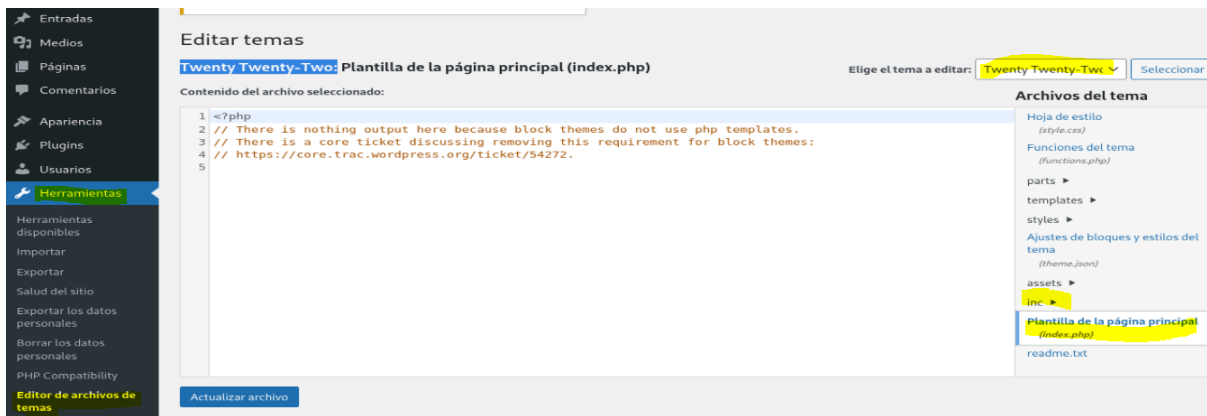 Entradas
Medios
Páginas
Comentarios
Apariencia
Plugins
Usuarios
Herramientas
Herramientas
disponibles
Importar
Exportar
Salud del sitio
Exportar los datos
personales
Borrar los datos
personales
PHP Compatibility
Editor de archivos de
temas
Editar temas
Twenty Twenty-Two: Plantilla de la página principal (index.php)
Elige el tema a editar: Twenty Twenty-Twc Seleccionar
Contenido del archivo seleccionado:
1 <?php
2 // There is nothing output here because block themes do not use php templates.
3 // There is a core ticket discussing removing this requirement for block themes:
4 // https://core.trac.wordpress.org/ticket/54272.
5
Actualizar archivo
Archivos del tema
Hoja de estilo
(style.css)
Funciones del tema
(functions.php)
parts ▸
templates ▸
styles ▸
Ajustes de bloques y estilos del
tema
(theme.json)
assets ▸
inc ▸
Plantilla de la página principal
(index.php)
readme.txt